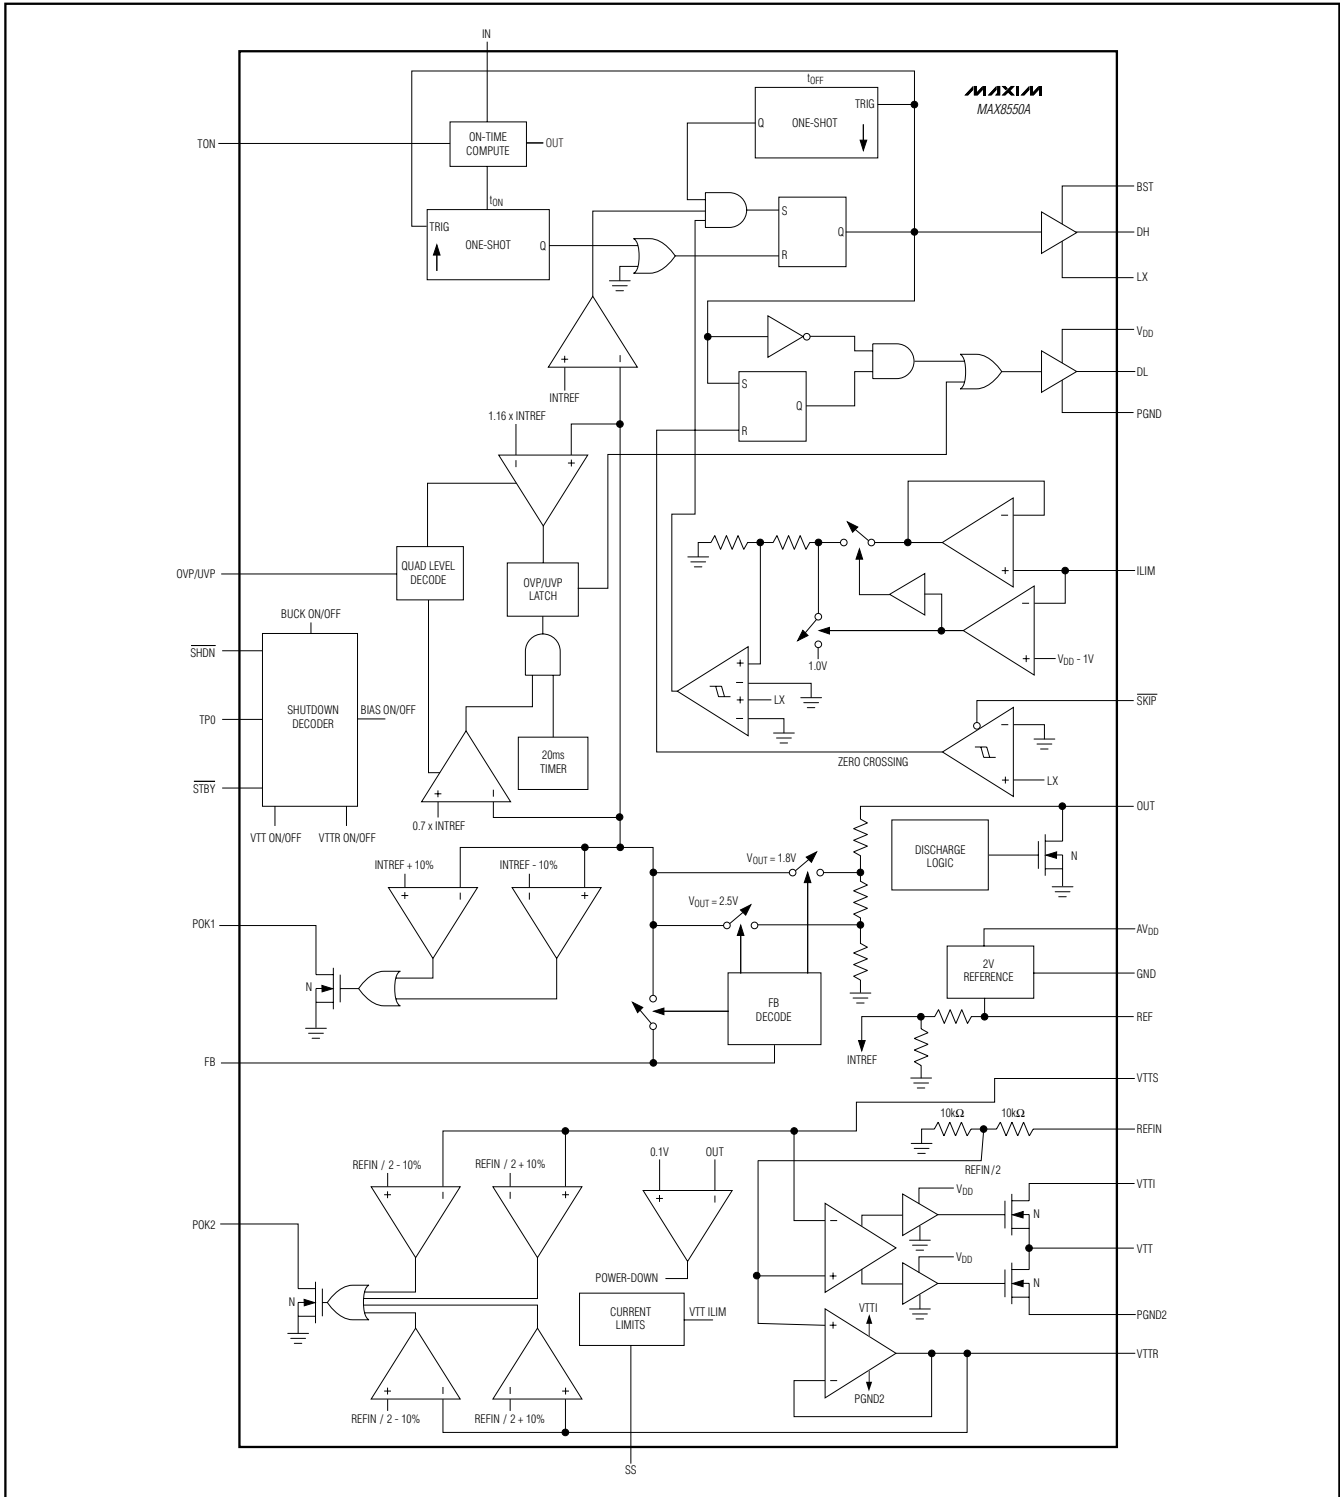 IN
tOFF
MAXIM
MAX8550A
TRIG
Q
ONE-SHOT
TON
ON-TIME
COMPUTE
OUT
tON
TRIG
ONE-SHOT
Q
S
R
Q
BST
DH
LX
+
−
INTREF
VDD
DL
PGND
S
R
Q
1.16 x INTREF
−
+
OVP/UVP
QUAD LEVEL
DECODE
OVP/UVP
LATCH
−
+
ILIM
−
+
VDD - 1V
1.0V
BUCK ON/OFF
SHDN
TP0
STBY
SHUTDOWN
DECODER
BIAS ON/OFF
VTT ON/OFF
VTTR ON/OFF
20ms
TIMER
+
−
0.7 x INTREF
+
−
+
−
LX
SKIP
−
+
LX
ZERO CROSSING
OUT
DISCHARGE
LOGIC
N
INTREF + 10%
INTREF - 10%
+
−
−
+
VOUT = 1.8V
VOUT = 2.5V
POK1
N
FB
FB
DECODE
AVDD
2V
REFERENCE
GND
REF
INTREF
VTTS
10kΩ
10kΩ
REFIN
REFIN/2
REFIN / 2 - 10%
REFIN / 2 + 10%
+
−
−
+
0.1V
OUT
+
−
POWER-DOWN
POK2
N
CURRENT
LIMITS
VTT ILIM
−
+
VDD
VDD
N
N
VTTI
VTT
PGND2
VTTI
+
−
PGND2
VTTR
+
−
−
+
REFIN / 2 - 10%
REFIN / 2 + 10%
SS